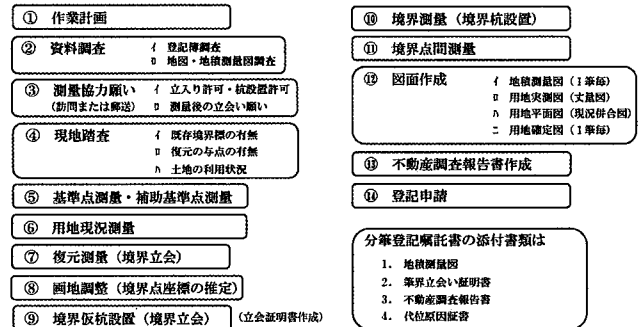 ① 作業計画
② 資料調査 イ 登記簿調査
ロ 地図・地積測量図調査
③ 測量協力願い イ 立入り許可・杭設置許可
(訪問または郵送) ロ 測量後の立会い願い
④ 現地踏査 イ 既存境界標の有無
ロ 復元の与点の有無
ハ 土地の利用状況
⑤ 基準点測量・補助基準点測量
⑥ 用地現況測量
⑦ 復元測量(境界立会)
⑧ 画地調整(境界点座標の推定)
⑨ 境界仮杭設置(境界立会) (立会証明書作成)
⑩ 境界測量(境界杭設置)
⑪ 境界点間測量
⑫ 図面作成 イ 地積測量図(1筆毎)
ロ 用地実測図(丈量図)
ハ 用地平面図(現況併合図)
ニ 用地確定図(1筆毎)
⑬ 不動産調査報告書作成
⑭ 登記申請
分筆登記嘱託書の添付書類は
1. 地積測量図
2. 筆界立会い証明書
3. 不動産調査報告書
4. 代位原因証書